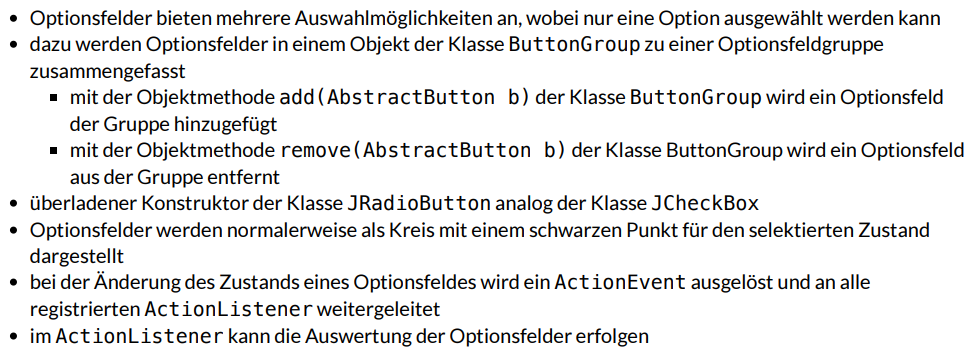 • Optionsfelder bieten mehrere Auswahlmöglichkeiten an, wobei nur eine Option ausgewählt werden kann
• dazu werden Optionsfelder in einem Objekt der Klasse ButtonGroup zu einer Optionsfeldgruppe
zusammengefasst
▪ mit der Objektmethode add(AbstractButton b) der Klasse ButtonGroup wird ein Optionsfeld
der Gruppe hinzugefügt
▪ mit der Objektmethode remove(AbstractButton b) der Klasse ButtonGroup wird ein Optionsfeld
aus der Gruppe entfernt
• überladener Konstruktor der Klasse JRadioButton analog der Klasse JCheckBox
• Optionsfelder werden normalerweise als Kreis mit einem schwarzen Punkt für den selektierten Zustand
dargestellt
• bei der Änderung des Zustands eines Optionsfeldes wird ein ActionEvent ausgelöst und an alle
registrierten ActionListener weitergeleitet
• im ActionListener kann die Auswertung der Optionsfelder erfolgen